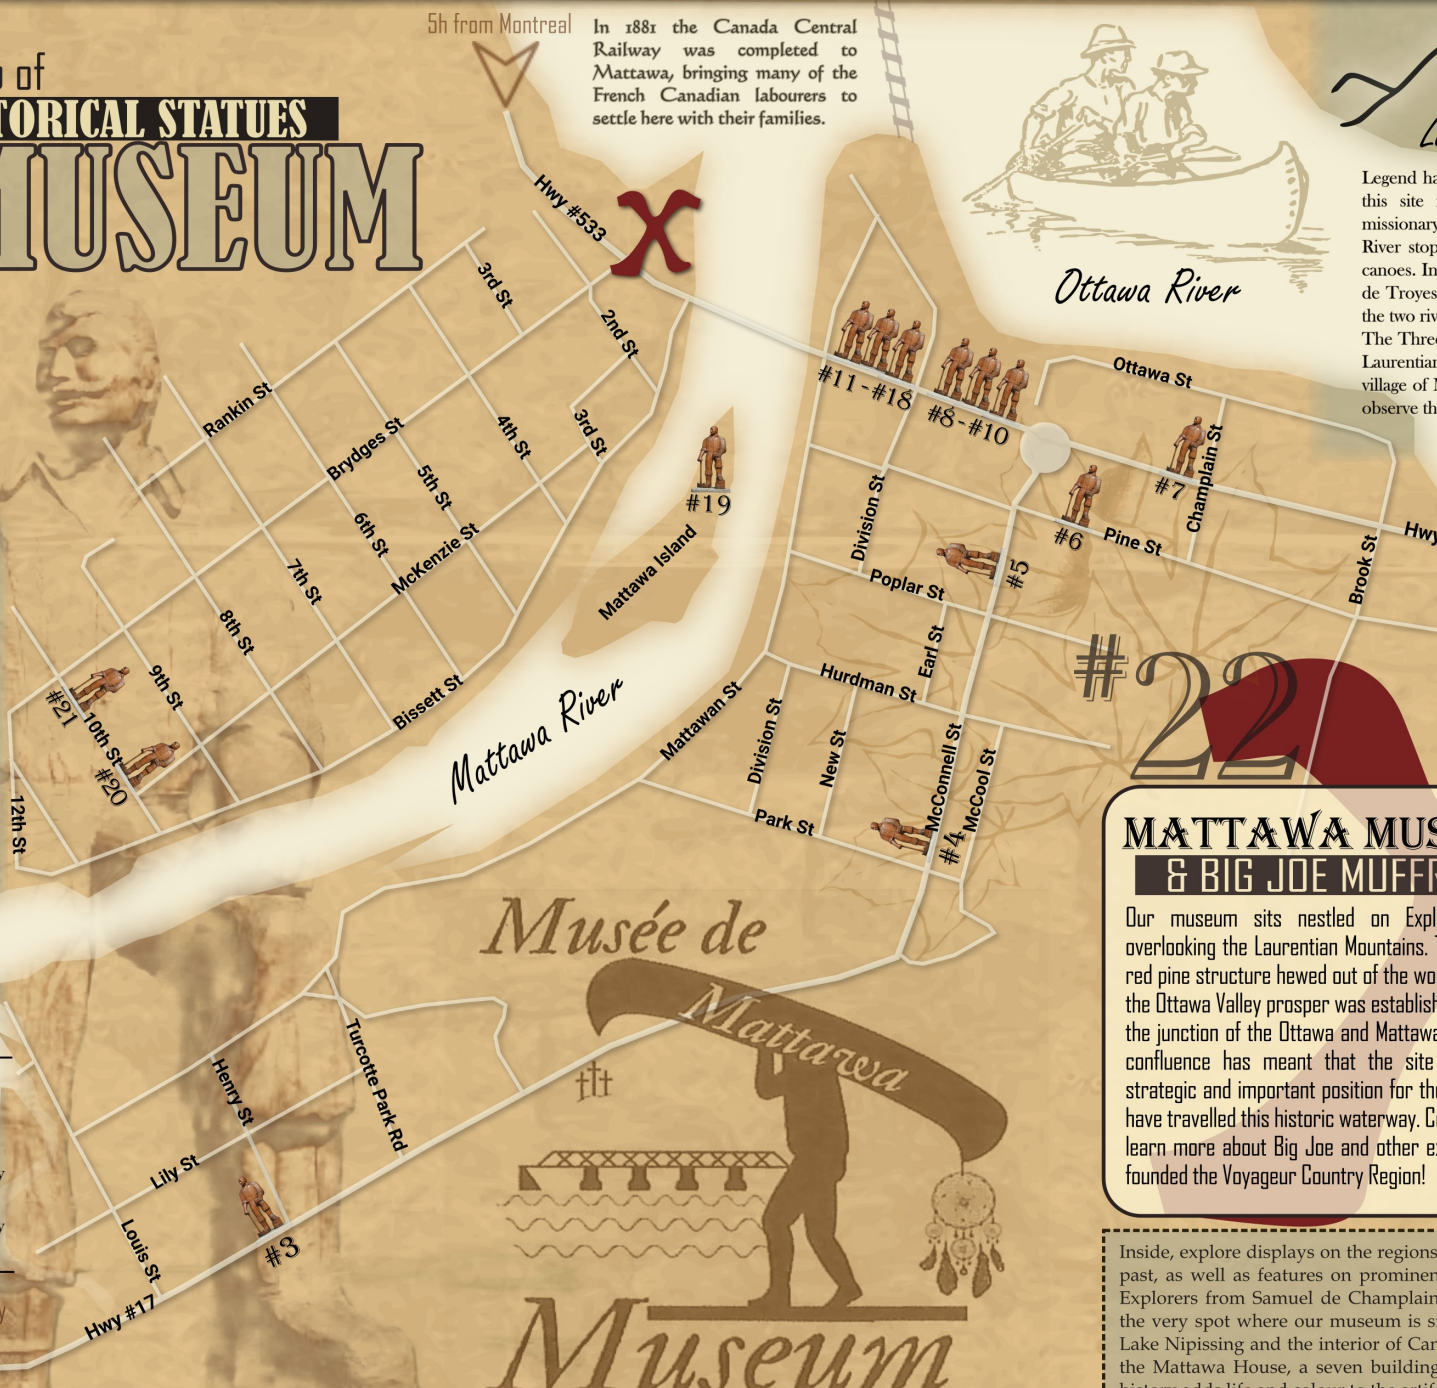 5h from Montreal
In 1881 the Canada Central
Railway was completed to
Mattawa, bringing many of the
French Canadian labourers to
settle here with their families.
of
TORICAL STATUES
MUSEUM
Hwy #533
X
3rd St
2nd St
Rankin St
Brydges St
4th St
3rd St
5th St
6th St
McKenzie St
7th St
8th St
9th St
#21
10th St
#20
12th St
Bissett St
#19
Mattawa Island
Mattawa River
Ottawa River
#11-#18
#8-#10
Ottawa St
#7
Champlain St
#6
Pine St
Hwy
Brook St
Division St
#5
Poplar St
Earl St
Hurdman St
Mattawan St
Division St
New St
McConnell St
McCool St
#4
Park St
#22
Legend ha
this site
missionary
River stop
canoes. In
de Troyes
the two riv
The Three
Laurentian
village of M
observe th
MATTAWA MUS
& BIG JOE MUFFR
Our museum sits nestled on Expl
overlooking the Laurentian Mountains.
red pine structure hewed out of the wo
the Ottawa Valley prosper was establish
the junction of the Ottawa and Mattawa
confluence has meant that the site
strategic and important position for the
have travelled this historic waterway. C
learn more about Big Joe and other ex
founded the Voyageur Country Region!
Inside, explore displays on the regions
past, as well as features on prominen
Explorers from Samuel de Champlain
the very spot where our museum is si
Lake Nipissing and the interior of Can
the Mattawa House, a seven building
Musée de
Mattawa
Museum
Turcotte Park Rd
Henry St
Lily St
Louis St
#3
Hwy #17